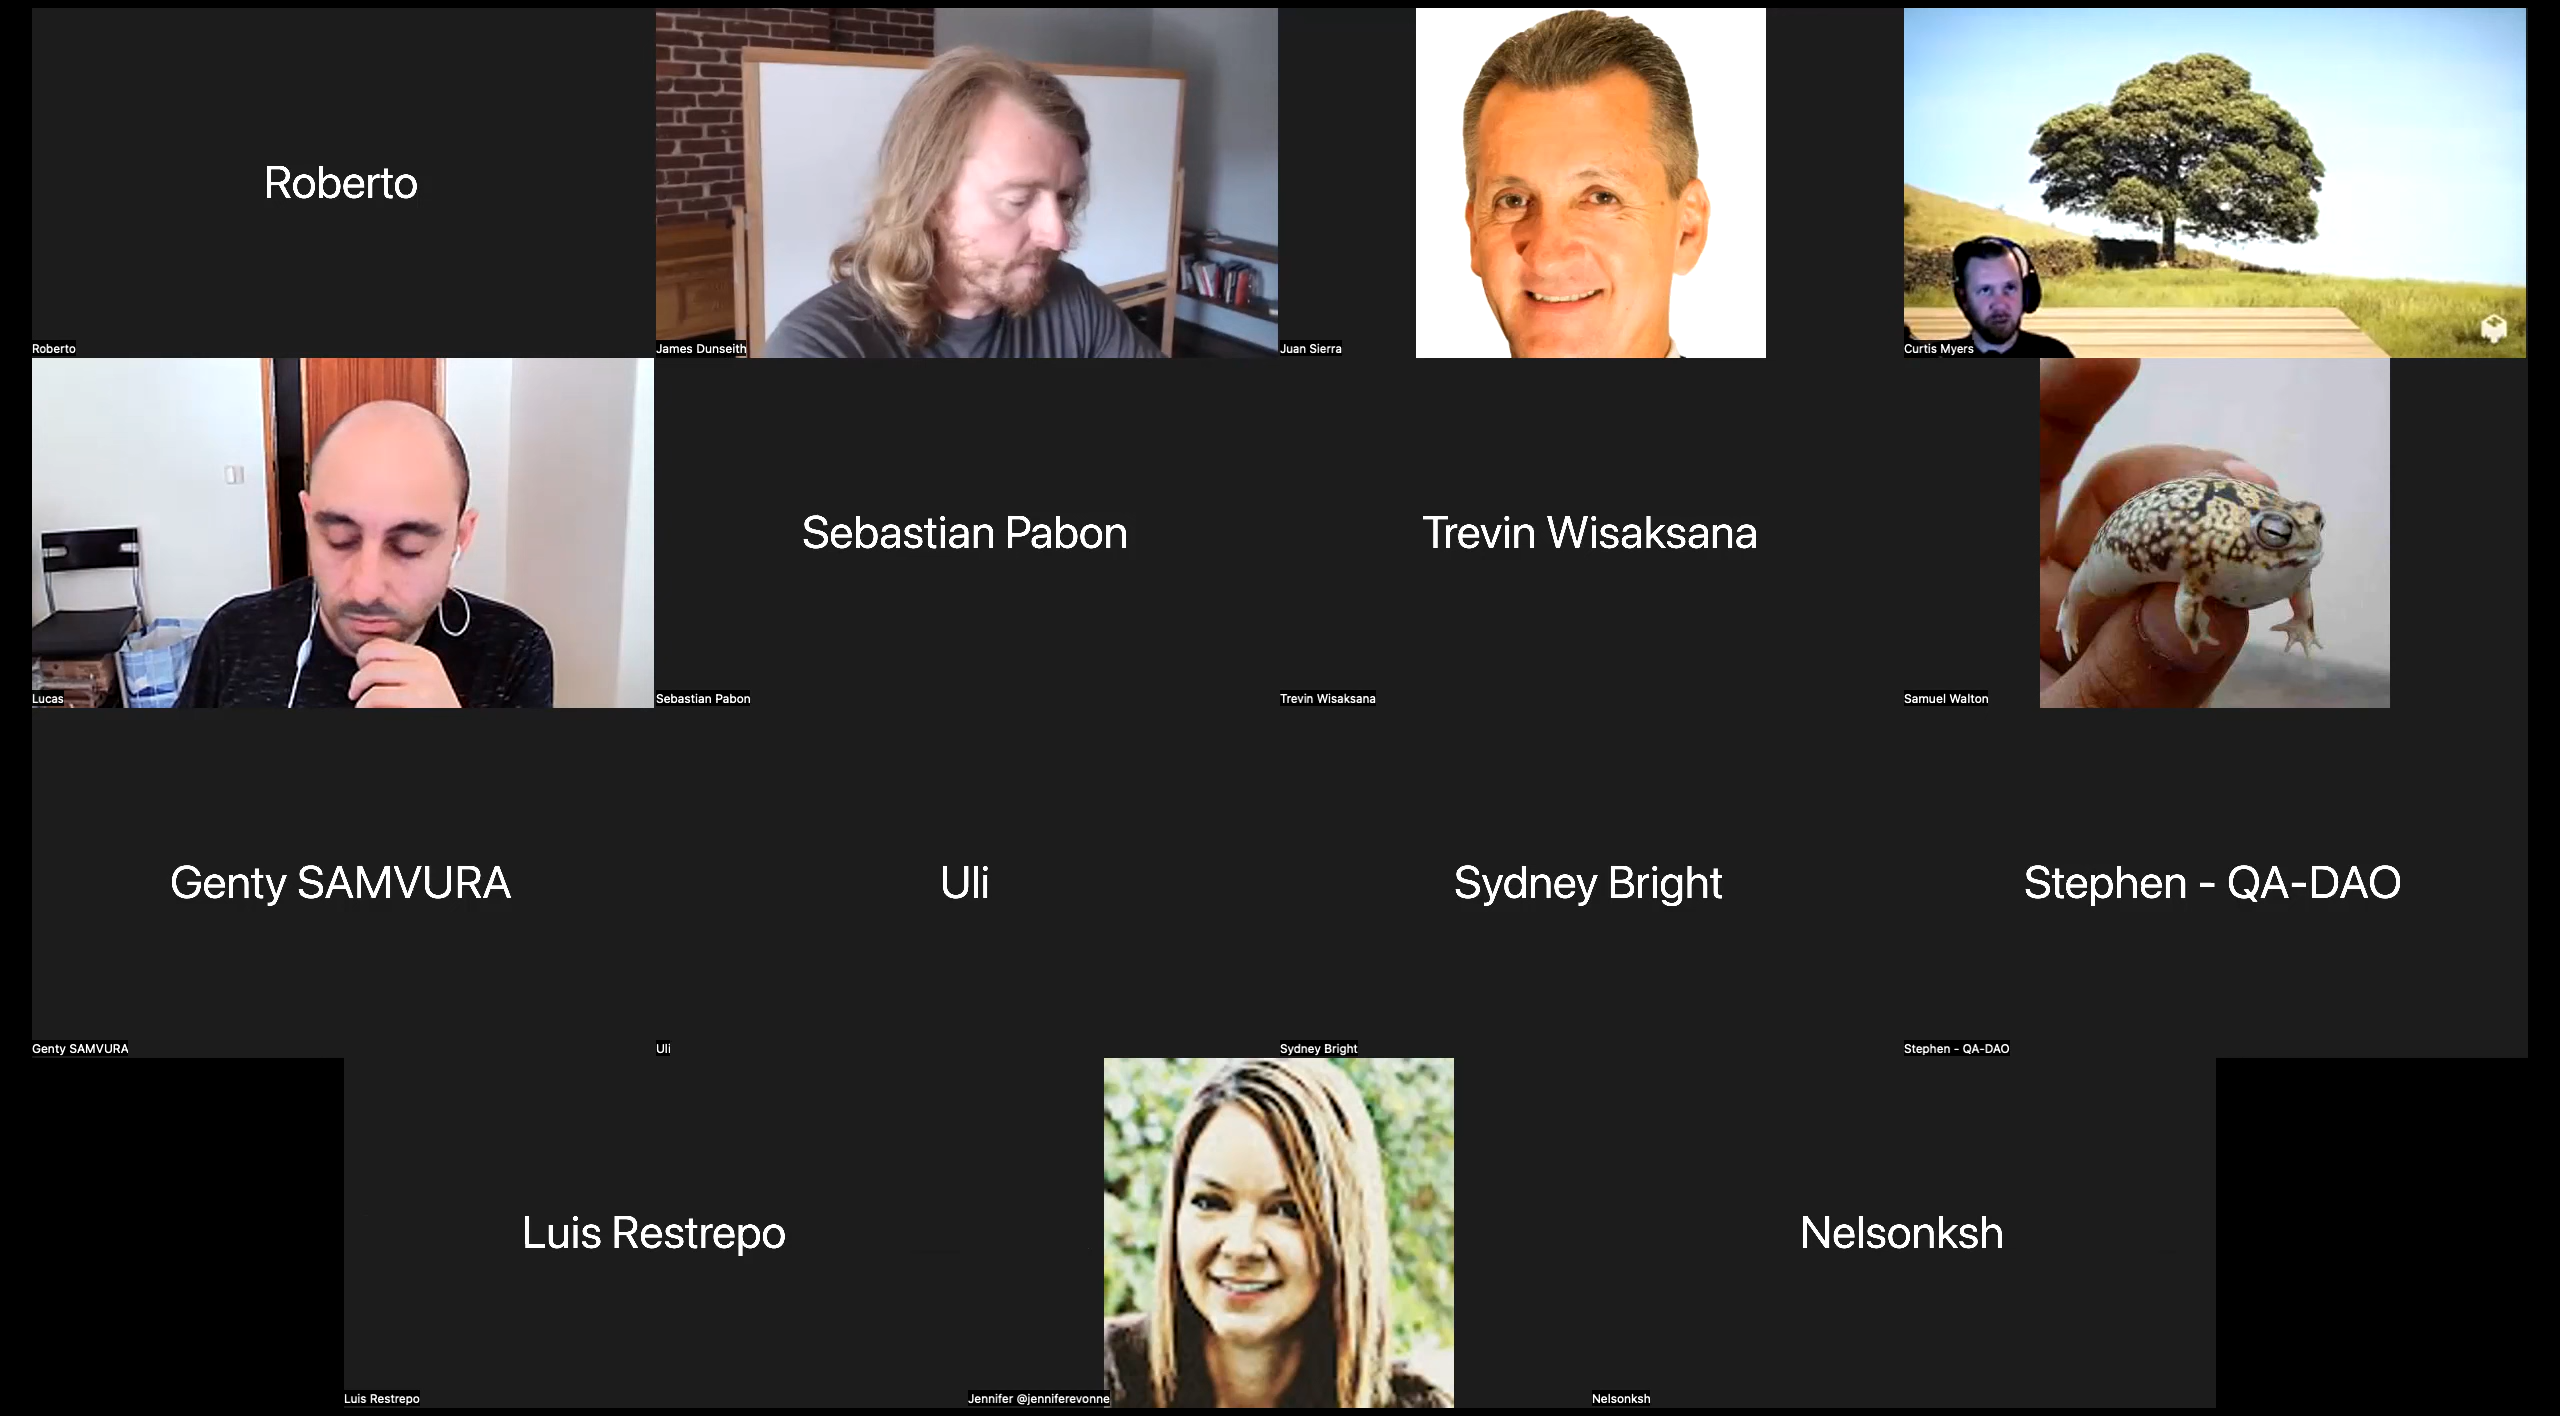 Roberto
Roberto
James Dunseith
Juan Sierra
Curtis Myers
Lucas
Sebastian Pabon
Sebastian Pabon
Trevin Wisaksana
Trevin Wisaksana
Samuel Walton
Genty SAMVURA
Genty SAMVURA
Uli
Uli
Sydney Bright
Sydney Bright
Stephen - QA-DAO
Stephen - QA-DAO
Luis Restrepo
Luis Restrepo
Jennifer @jenniferevonne
Nelsonksh
Nelsonksh